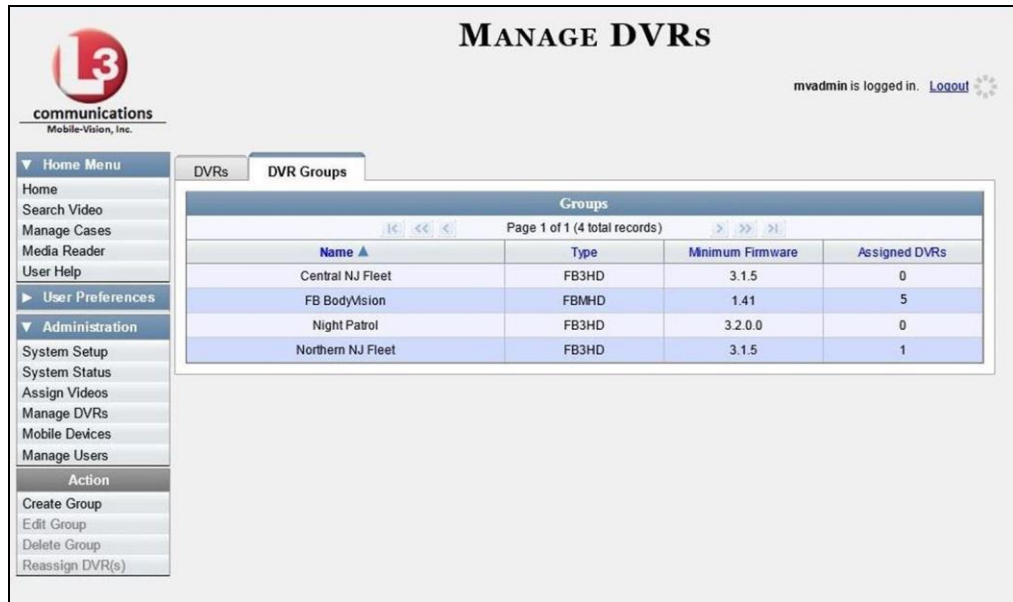 MANAGE DVRS
L3
communications
Mobile-Vision, Inc.
mvadmin is logged in. Logout
▼ Home Menu
Home
Search Video
Manage Cases
Media Reader
User Help
► User Preferences
▼ Administration
System Setup
System Status
Assign Videos
Manage DVRs
Mobile Devices
Manage Users
Action
Create Group
Edit Group
Delete Group
Reassign DVR(s)
DVRs DVR Groups
Groups
|< << < Page 1 of 1 (4 total records) > >> >|
Name ▲ Type Minimum Firmware Assigned DVRs
Central NJ Fleet FB3HD 3.1.5 0
FB BodyVision FBMHD 1.41 5
Night Patrol FB3HD 3.2.0.0 0
Northern NJ Fleet FB3HD 3.1.5 1